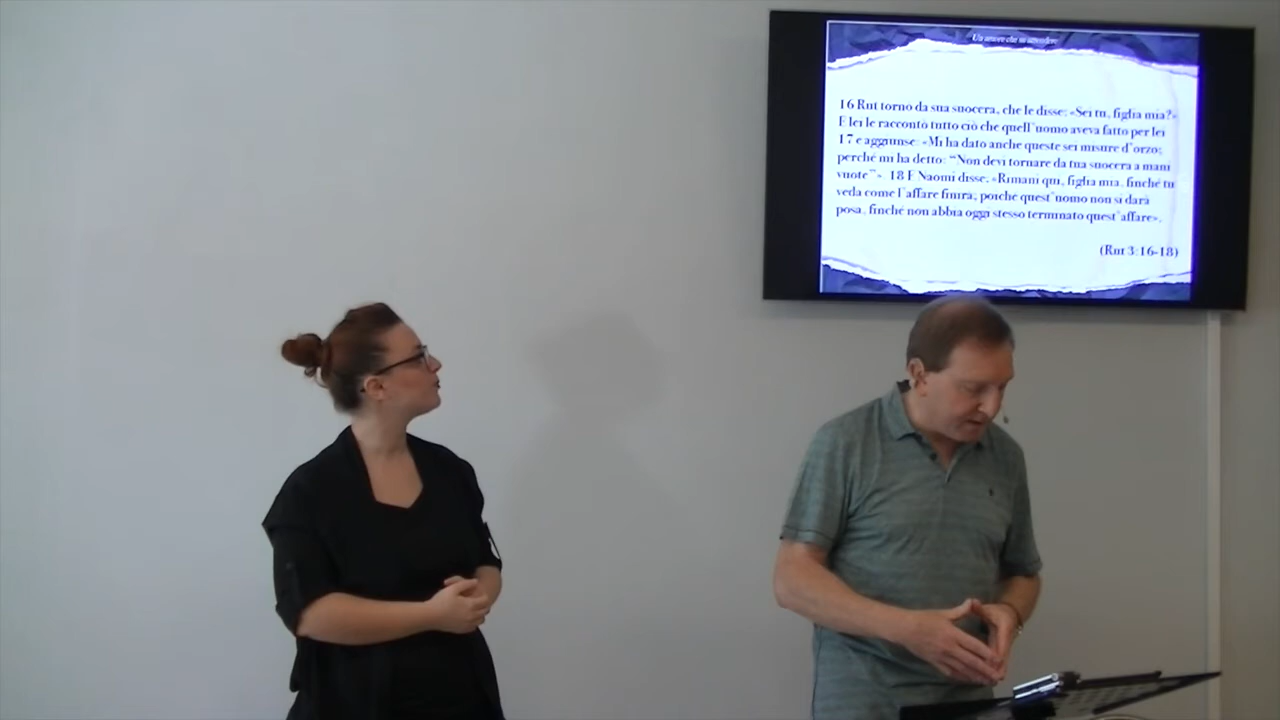 Un amore che sa attendere
16 Rut tornò da sua suocera, che le disse: «Sei tu, figlia mia?»
E lei le raccontò tutto ciò che quell'uomo aveva fatto per lei
17 e aggiunse: «Mi ha dato anche queste sei misure d'orzo;
perché mi ha detto: “Non devi tornare da tua suocera a mani
vuote”». 18 E Naomi disse: «Rimani qui, figlia mia, finché tu
veda come l'affare finirà; poiché quest'uomo non si darà
posa, finché non abbia oggi stesso terminato quest'affare».
(Rut 3:16-18)